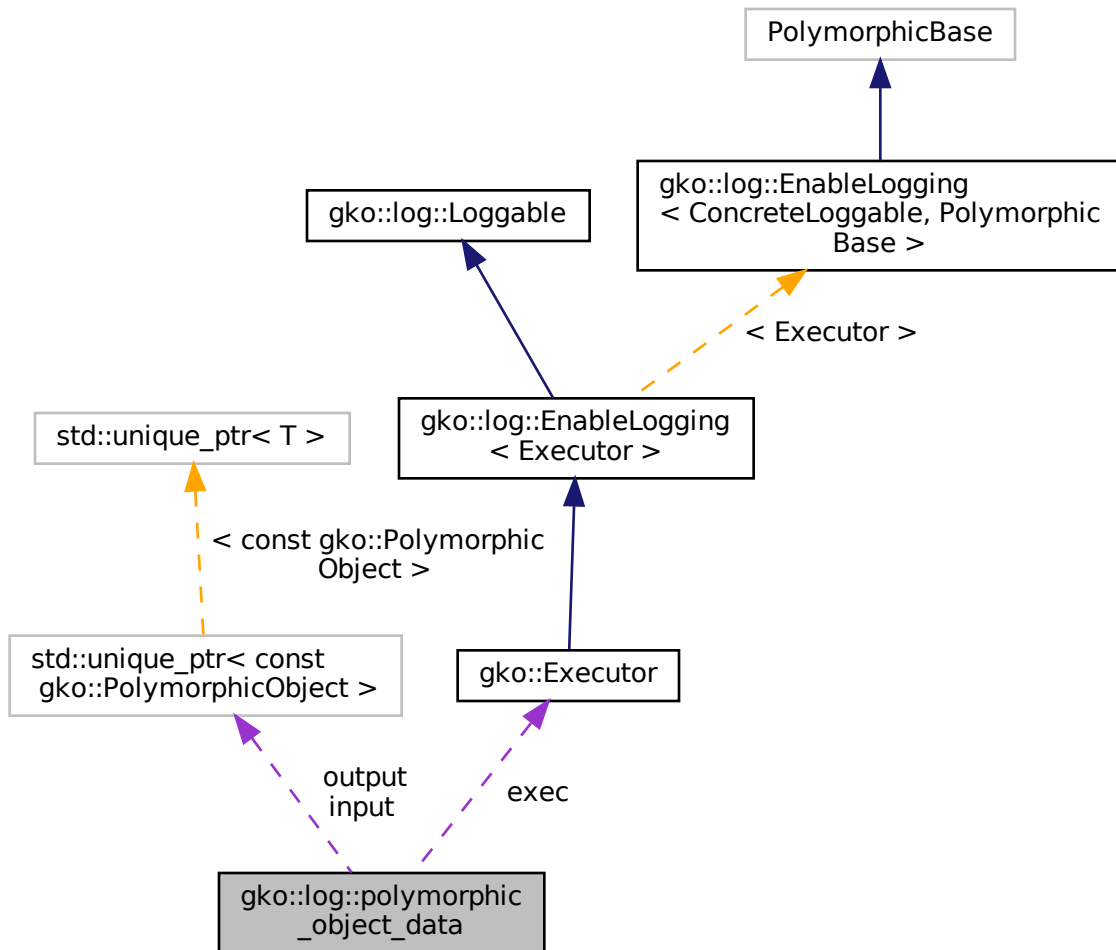 PolymorphicBase
gko::log::EnableLogging
< ConcreteLoggable, Polymorphic
Base >
gko::log::Loggable
< Executor >
gko::log::EnableLogging
< Executor >
std::unique_ptr< T >
< const gko::Polymorphic
Object >
std::unique_ptr< const
gko::PolymorphicObject >
gko::Executor
output
input
exec
gko::log::polymorphic
_object_data